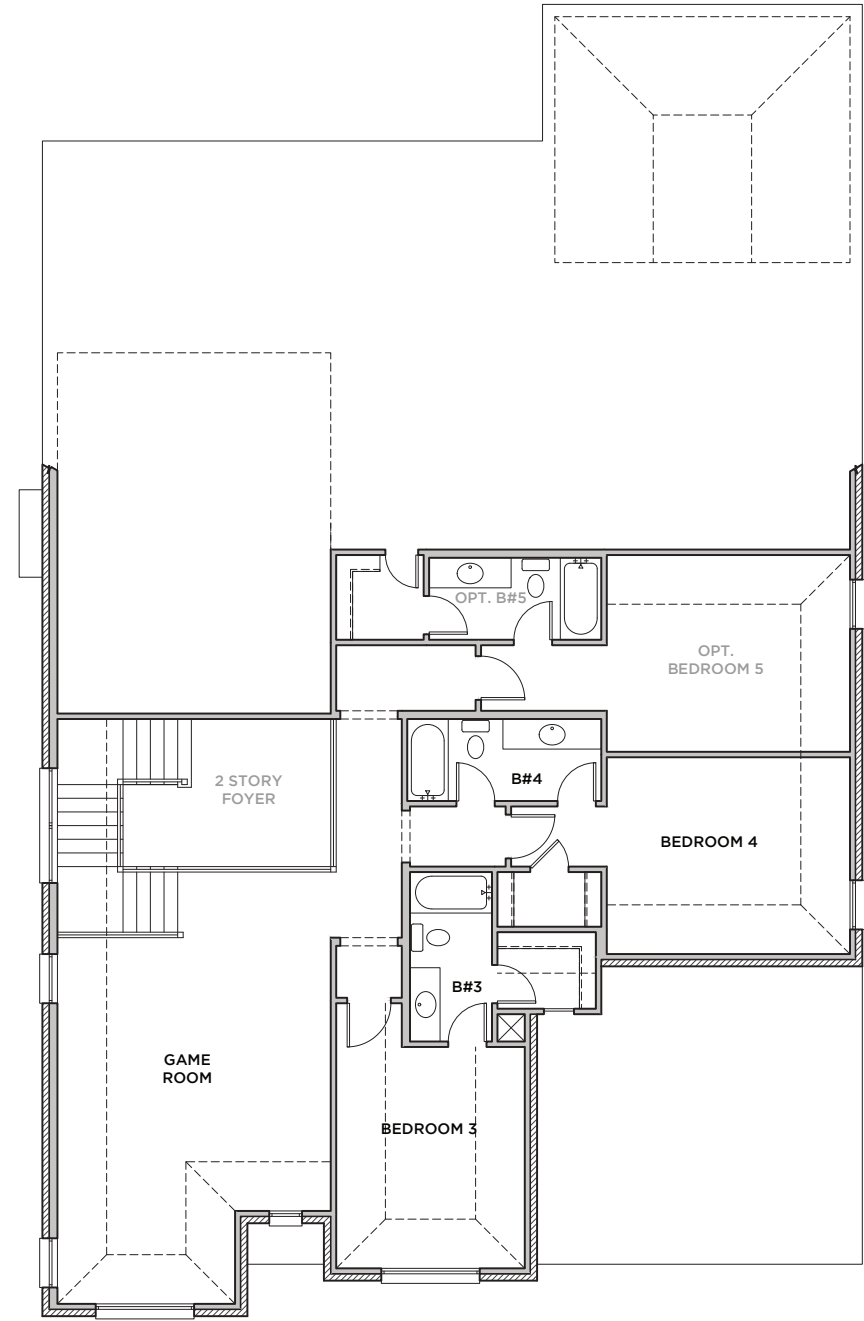 OPT. B#5
OPT.
BEDROOM 5
2 STORY
FOYER
B#4
BEDROOM 4
B#3
GAME
ROOM
BEDROOM 3